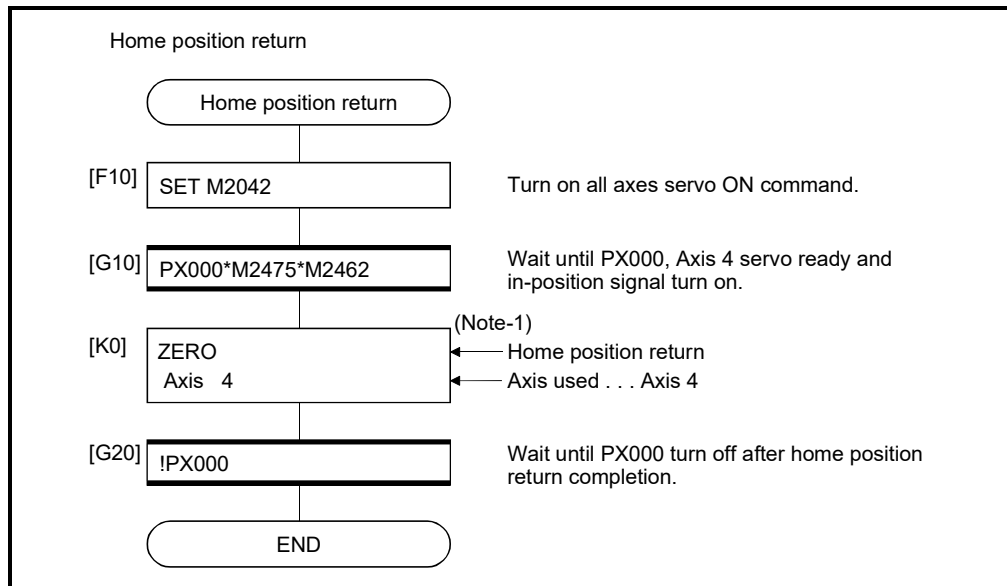 Home position return
Home position return
[F10]
SET M2042
Turn on all axes servo ON command.
[G10]
PX000*M2475*M2462
Wait until PX000, Axis 4 servo ready and
in-position signal turn on.
(Note-1)
[K0]
ZERO
Home position return
Axis 4
Axis used . . . Axis 4
[G20]
!PX000
Wait until PX000 turn off after home position
return completion.
END